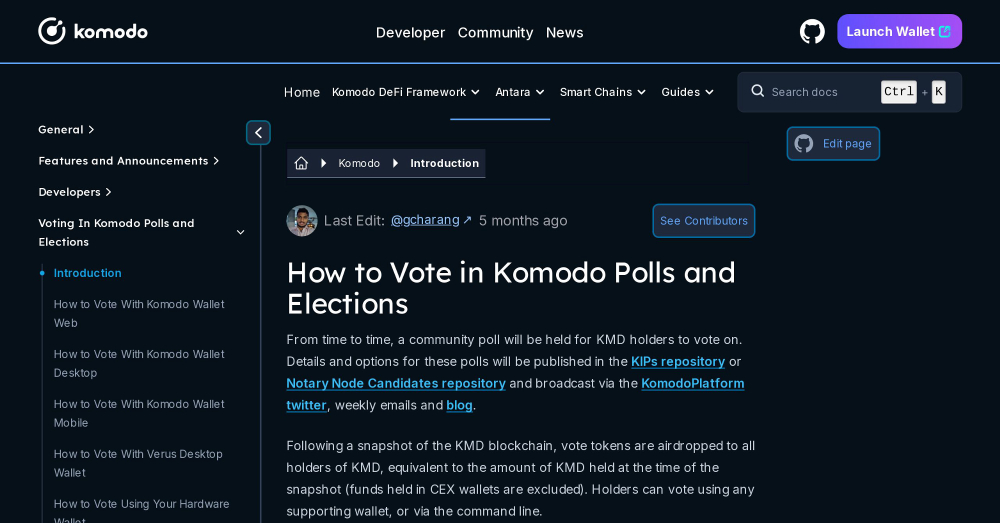 komodo
Developer Community News
Launch Wallet
Home Komodo DeFi Framework Antara Smart Chains Guides
Search docs Ctrl + K
General
Features and Announcements
Developers
Voting In Komodo Polls and
Elections
Introduction
How to Vote With Komodo Wallet
Web
How to Vote With Komodo Wallet
Desktop
How to Vote With Komodo Wallet
Mobile
How to Vote With Verus Desktop
Wallet
How to Vote Using Your Hardware
Wallet
Komodo Introduction
Edit page
Last Edit: @gcharang ↗ 5 months ago
See Contributors
How to Vote in Komodo Polls and
Elections
From time to time, a community poll will be held for KMD holders to vote on.
Details and options for these polls will be published in the KIPs repository or
Notary Node Candidates repository and broadcast via the KomodoPlatform
twitter, weekly emails and blog.
Following a snapshot of the KMD blockchain, vote tokens are airdropped to all
holders of KMD, equivalent to the amount of KMD held at the time of the
snapshot (funds held in CEX wallets are excluded). Holders can vote using any
supporting wallet, or via the command line.